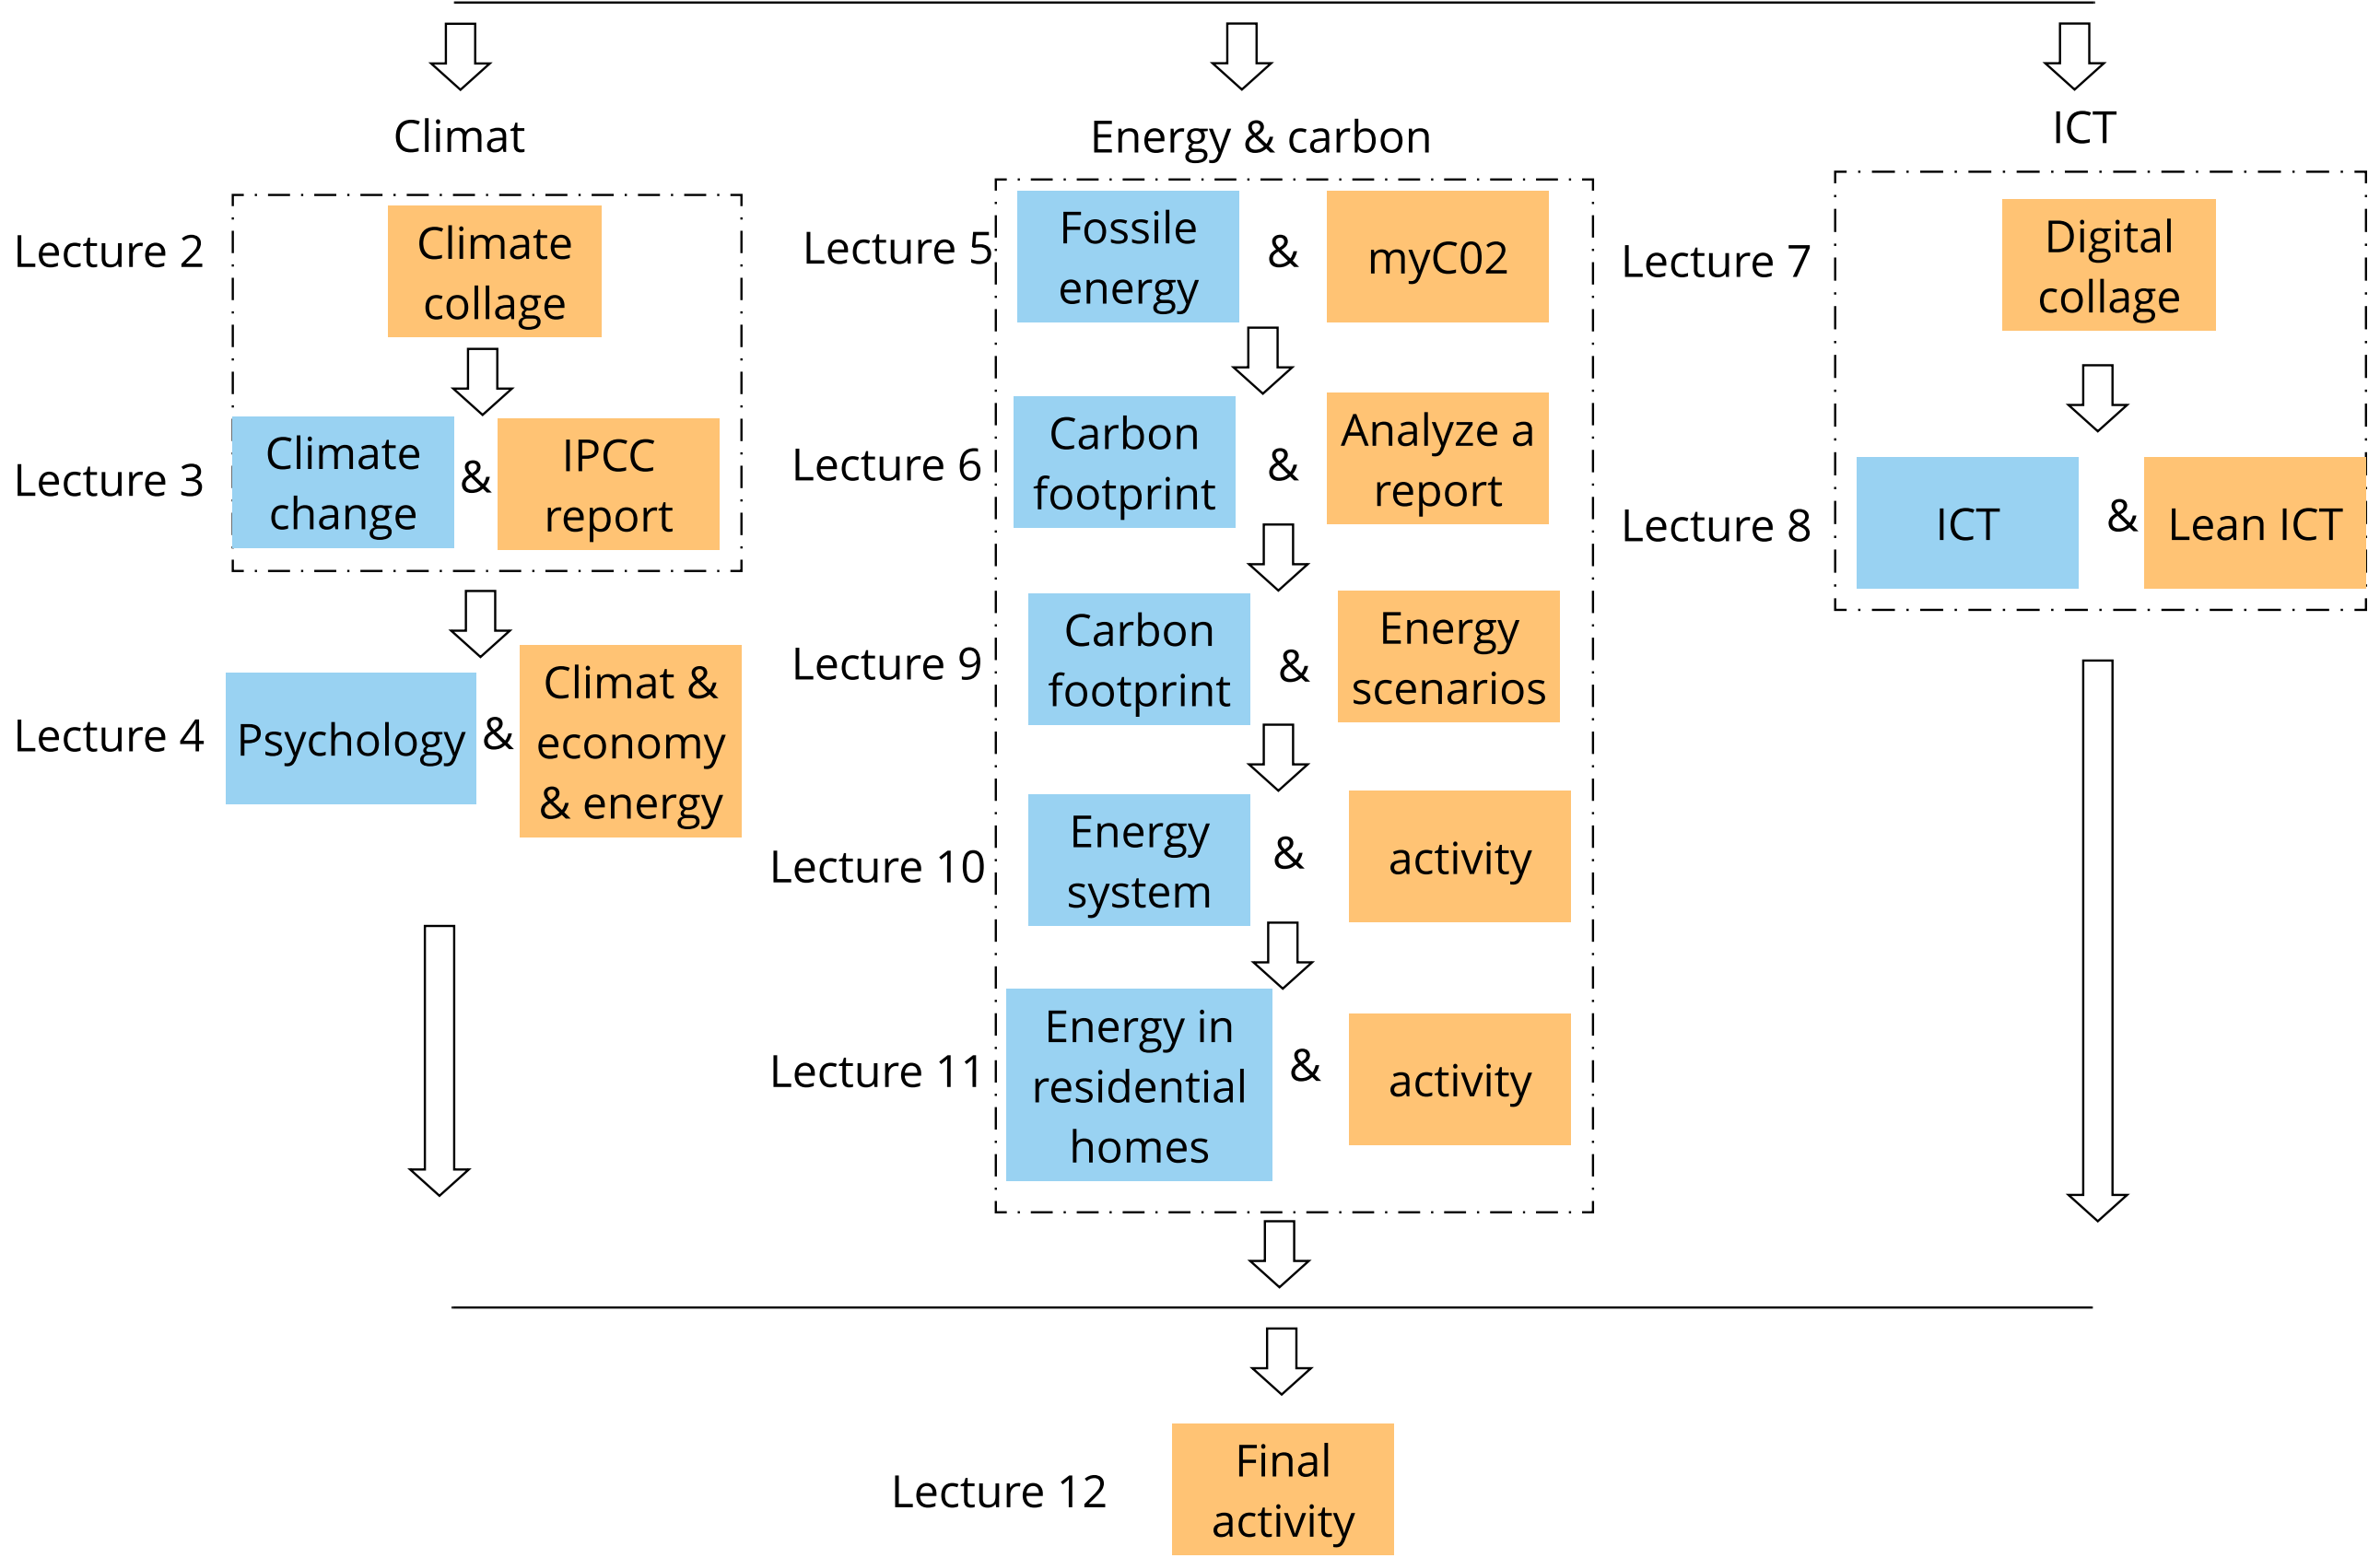 Climat
Lecture 2
Climate
collage
Lecture 3
Climate
change
&
IPCC
report
Lecture 4
Psychology
&
Climat &
economy
& energy
Energy & carbon
Lecture 5
Fossile
energy
&
myC02
Lecture 6
Carbon
footprint
&
Analyze a
report
Lecture 9
Carbon
footprint
&
Energy
scenarios
Lecture 10
Energy
system
&
activity
Lecture 11
Energy in
residential
homes
&
activity
ICT
Lecture 7
Digital
collage
Lecture 8
ICT
&
Lean ICT
Lecture 12
Final
activity